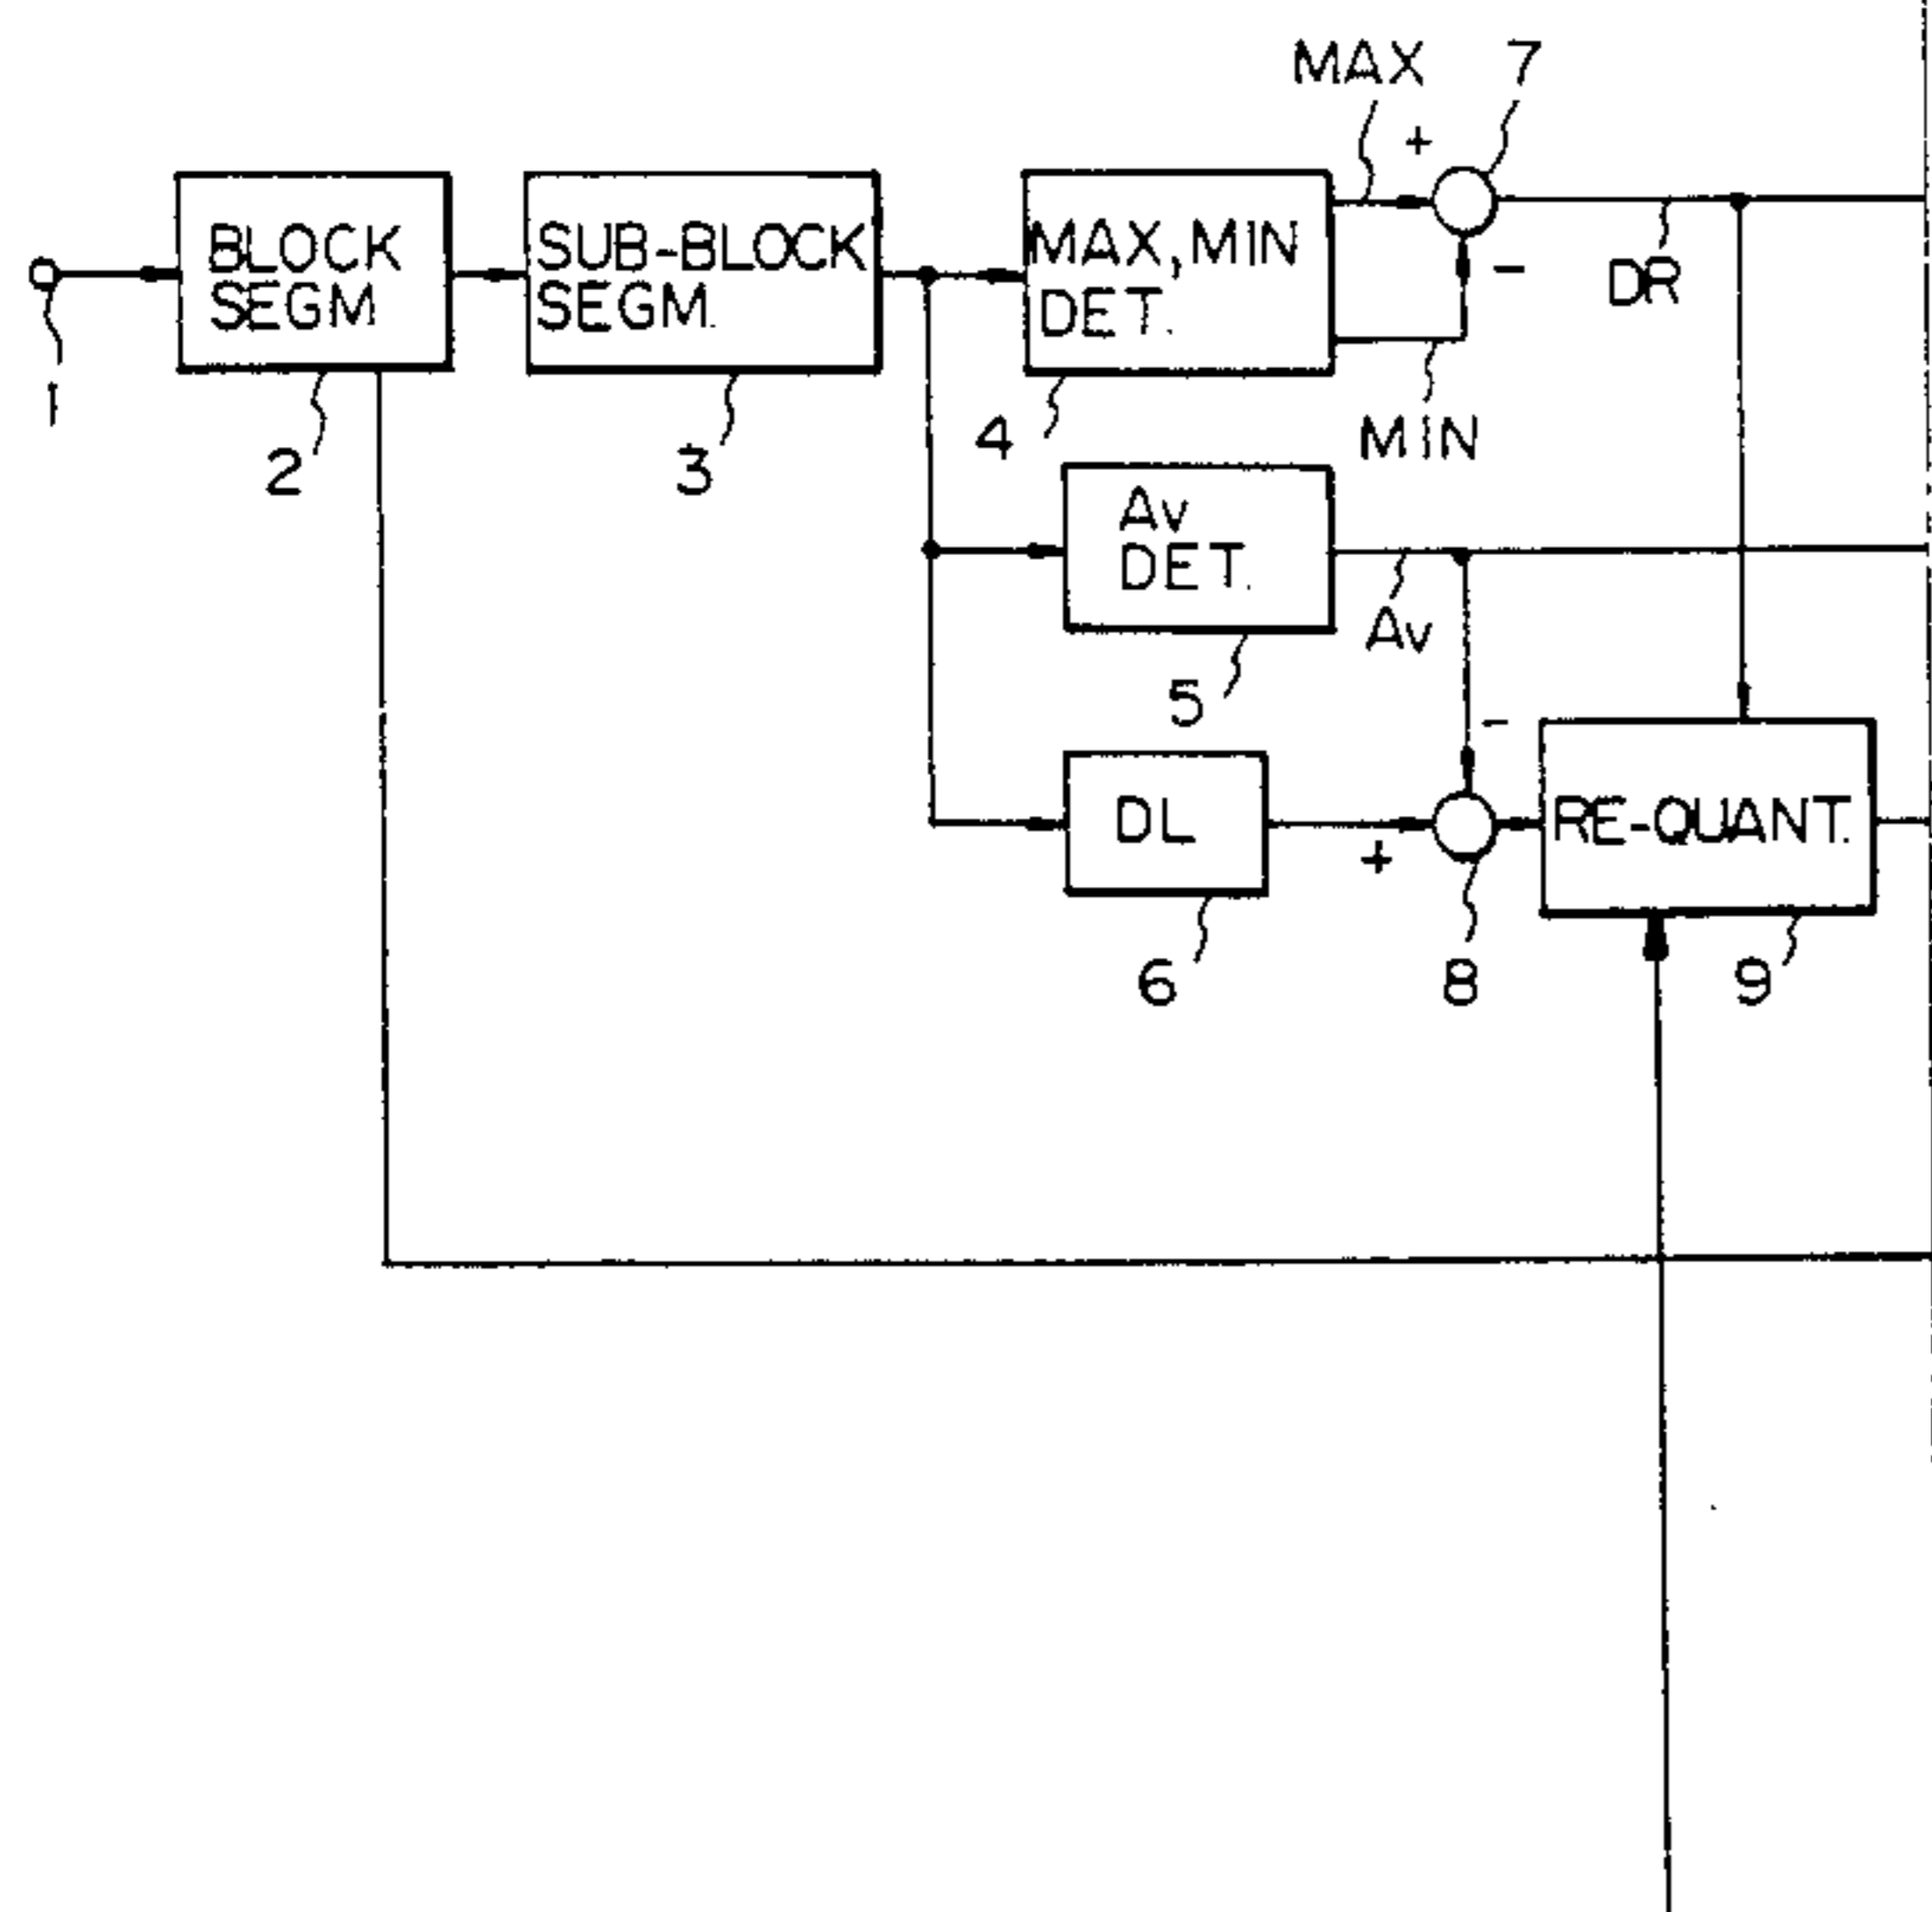 MAX
7
+
BLOCK
SEGM.
SUB-BLOCK
SEGM.
MAX, MIN
DET.
-
DR
1
2
3
4
MIN
Av
DET.
Av
5
-
DL
+
RE-QUANT.
6
8
9